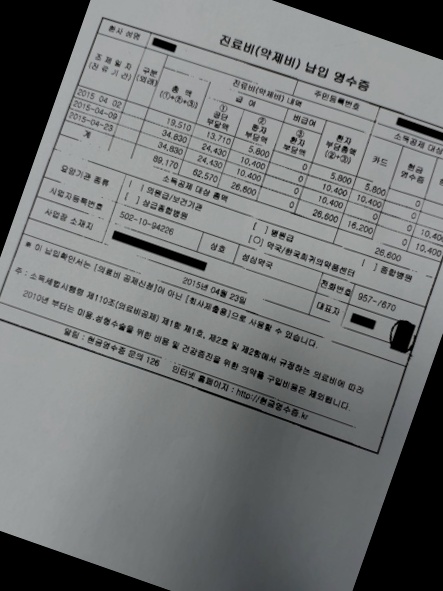 진료비(약제비) 납입 영수증
환자 성명
주민등록번호
조제일자 (진료기간)
구분 (외래)
총 액 (①+②+③)
진료비(약제비) 내역
급 여
비급여
① 공단 부담액
② 환자 부담액
③ 환자 부담액
환자 부담총액 (②+③)
소득공제 대상
카드
현금 영수증
2015 04 02 19,510 13,710 5,800 0 5,800 5,800 0
2015-04-09 34,830 24,430 10,400 0 10,400 0 10,40
2015-04-23 34,830 24,430 10,400 0 10,400 10,400 0
계 89,170 62,570 26,600 0 26,600 16,200 10,400
소득공제 대상 총액 26,600
요양기관 종류
[ ] 의원급/보건기관 [ ] 병원급
[ ] 상급종합병원 [○] 약국/한국희귀의약품센터 [ ] 종합병원
사업자등록번호 502-10-94226 상호 성심약국 전화번호 957-/670
사업장 소재지 대표자
2015년 04월 23일
※ 이 납입확인서는 [의료비 공제신청]이 아닌 [회사제출용]으로 사용할 수 있습니다.
주 : 소득세법시행령 제110조(의료비공제) 제1항 제1호, 제2호 및 제2항에서 규정하는 의료비에 따라
2010년 부터는 미용.성형수술을 위한 비용 및 건강증진을 위한 의약품 구입비용은 제외됩니다.
알림 : 현금영수증 문의 126 인터넷 홈페이지 : http://현금영수증.kr